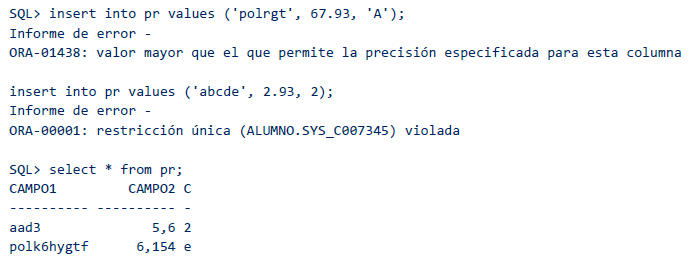 SQL> insert into pr values ('polrgt', 67.93, 'A');
Informe de error -
ORA-01438: valor mayor que el que permite la precisión especificada para esta columna
insert into pr values ('abcde', 2.93, 2);
Informe de error -
ORA-00001: restricción única (ALUMNO.SYS_C007345) violada
SQL> select * from pr;
CAMPO1         CAMPO2 C
---------- ---------- -
aad3              5,6 2
polk6hygtf      6,154 e